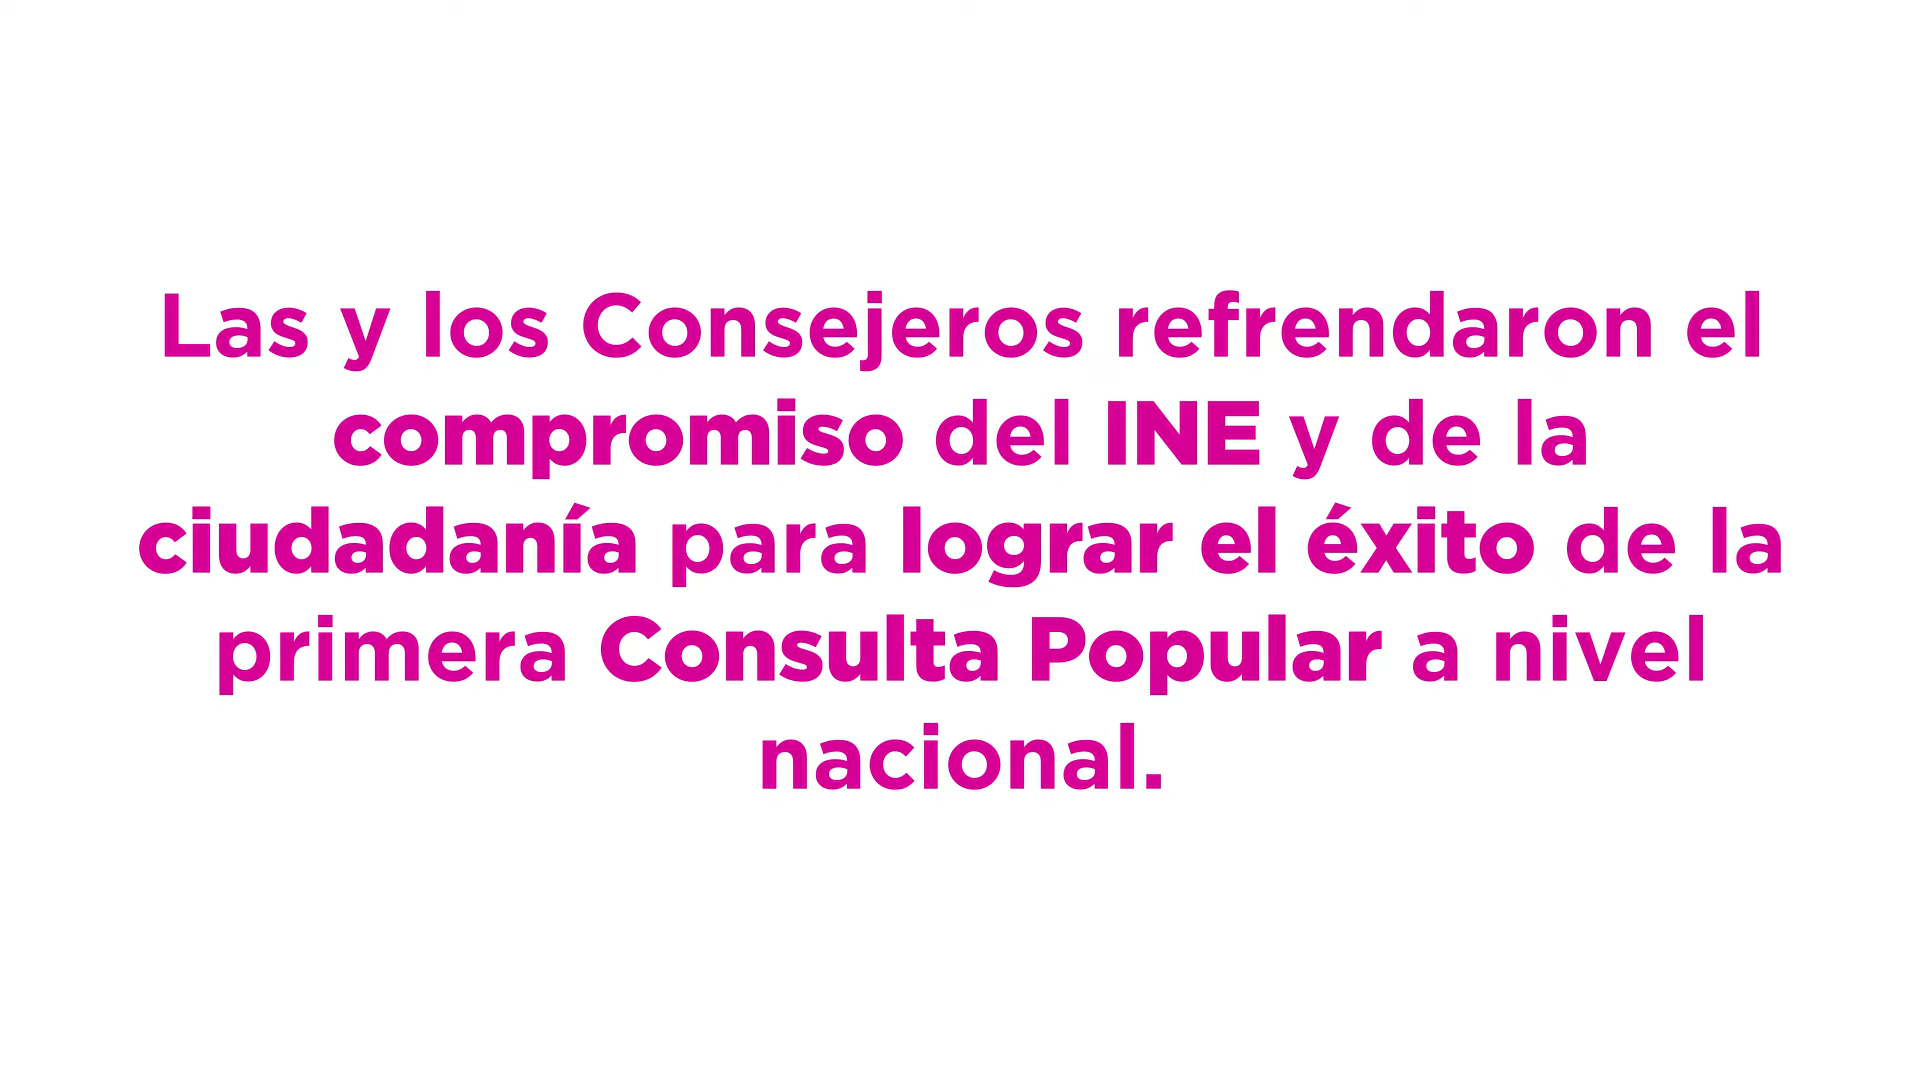 Las y los Consejeros refrendaron el
compromiso del INE y de la
ciudadanía para lograr el éxito de la
primera Consulta Popular a nivel
nacional.